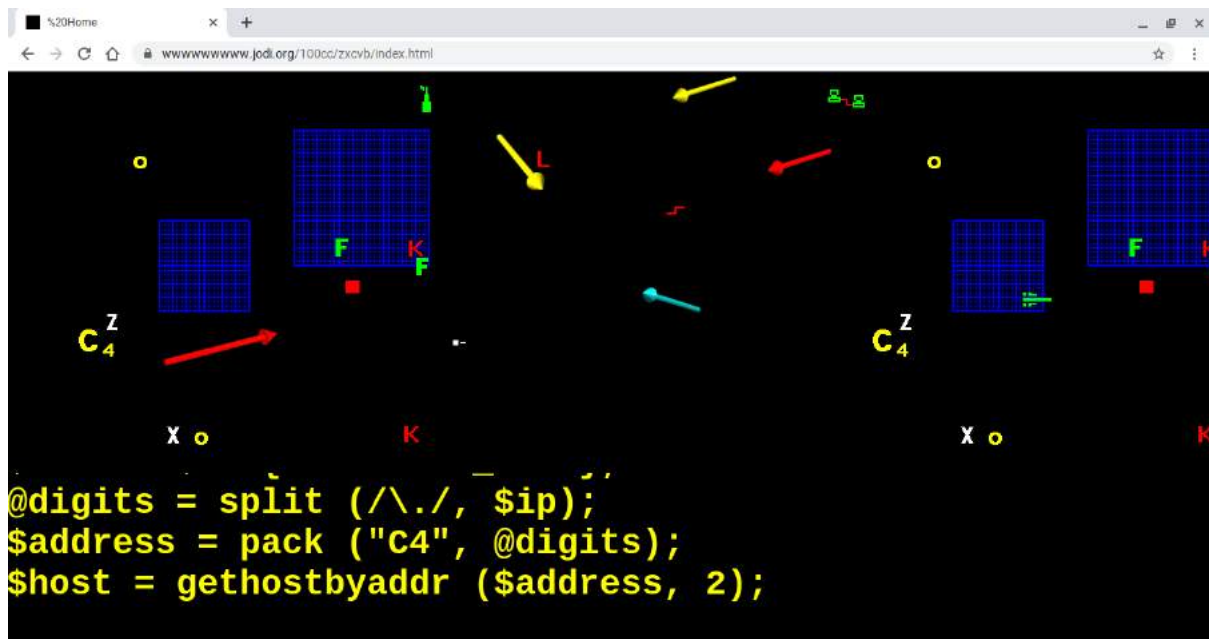 %20Home
wwwwwwwww.jodi.org/100cc/zxcvb/index.html
L
o
o
F
K
F
F
K
Z
Z
C
4
C
4
X
o
K
X
o
K
@digits = split (/\./, $ip);
$address = pack ("C4", @digits);
$host = gethostbyaddr ($address, 2);